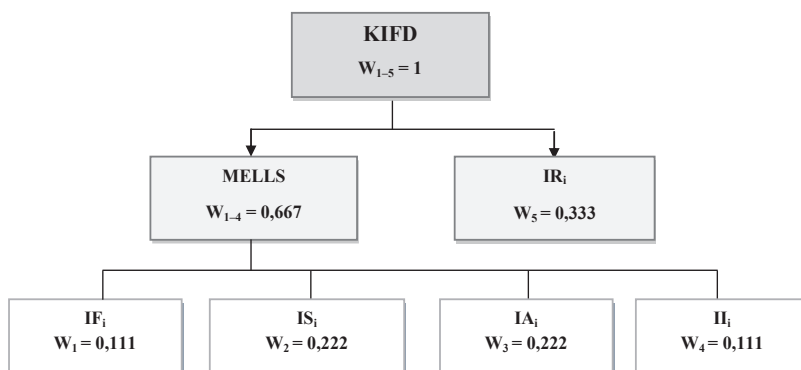 KIFD
W₁₋₅ = 1
MELLS
W₁₋₄ = 0,667
IRᵢ
W₅ = 0,333
IFᵢ
W₁ = 0,111
ISᵢ
W₂ = 0,222
IAᵢ
W₃ = 0,222
IIᵢ
W₄ = 0,111